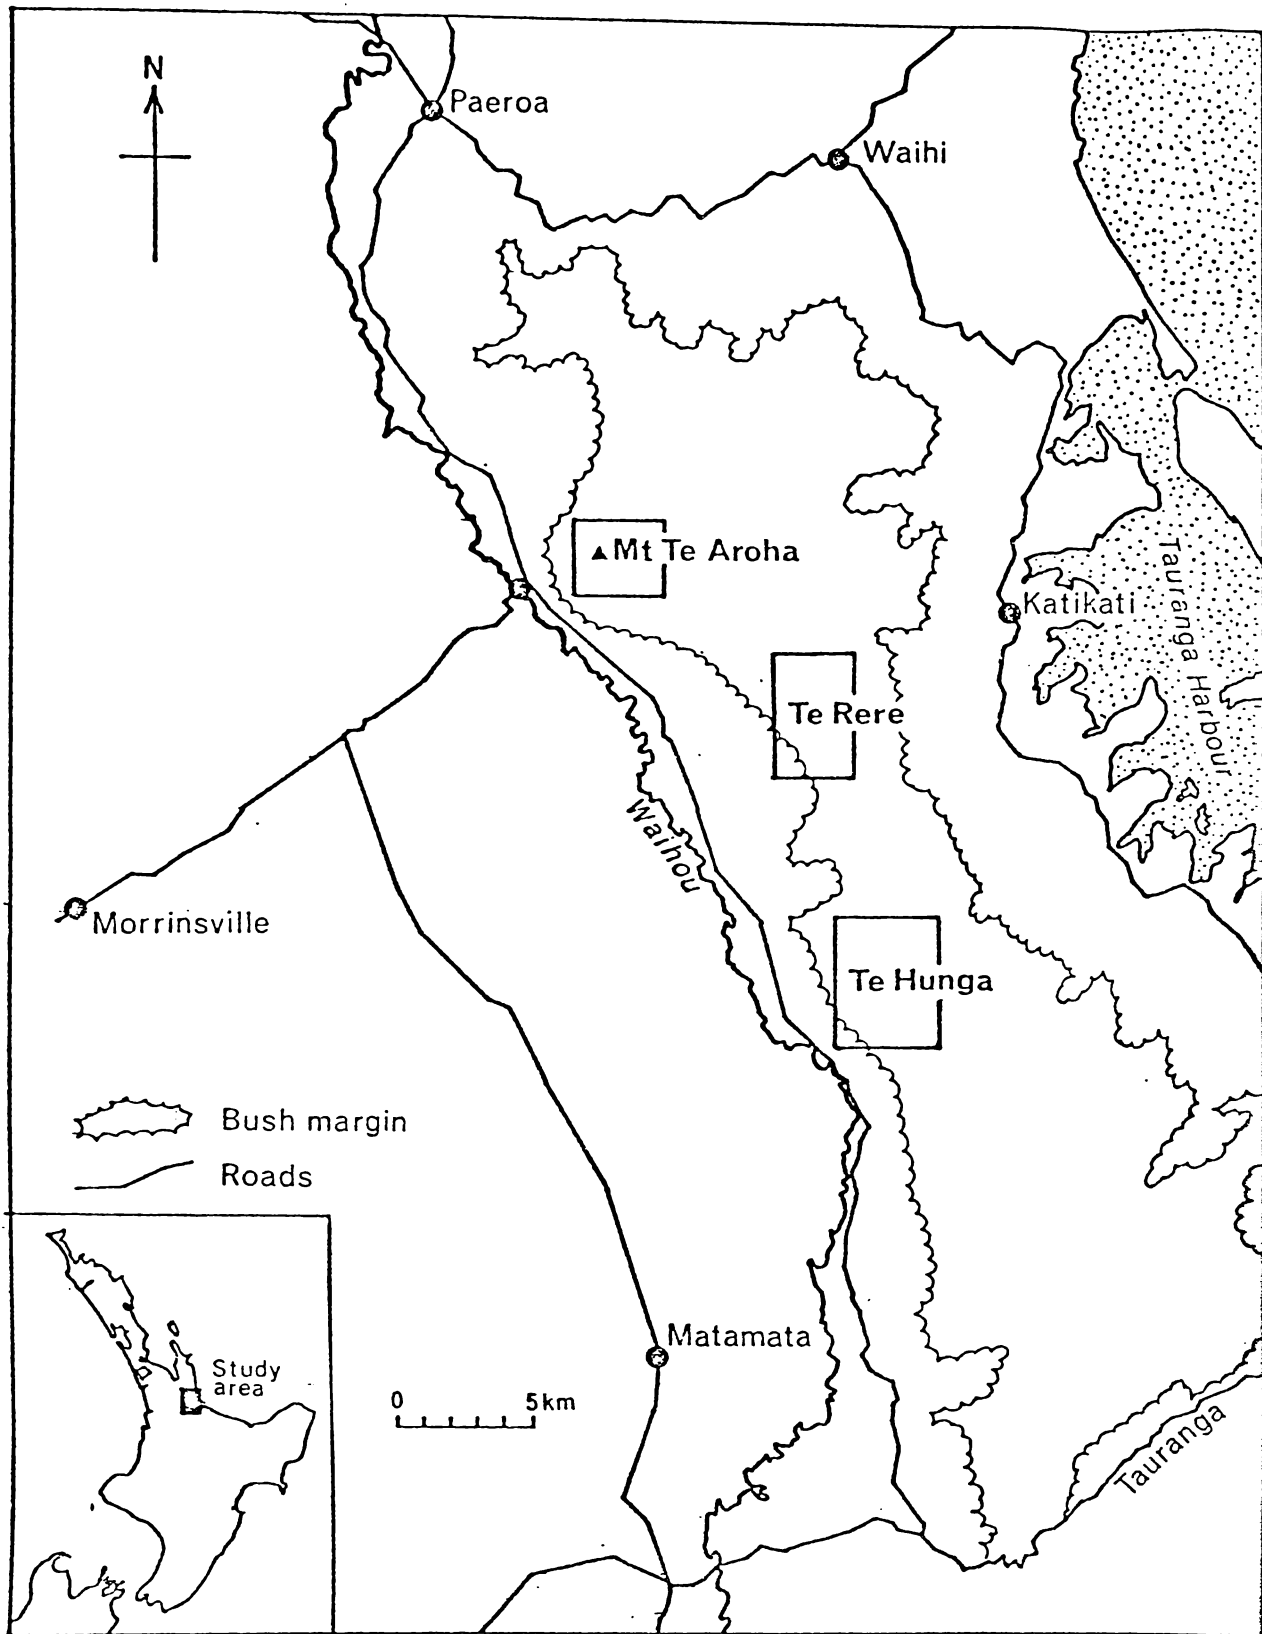 N
Paeroa
Waihi
Mt Te Aroha
Katikati
Tauranga Harbour
Te Rere
Waihou
Morrinsville
Te Hunga
Bush margin
Roads
Matamata
Study
area
0 5km
Tauranga